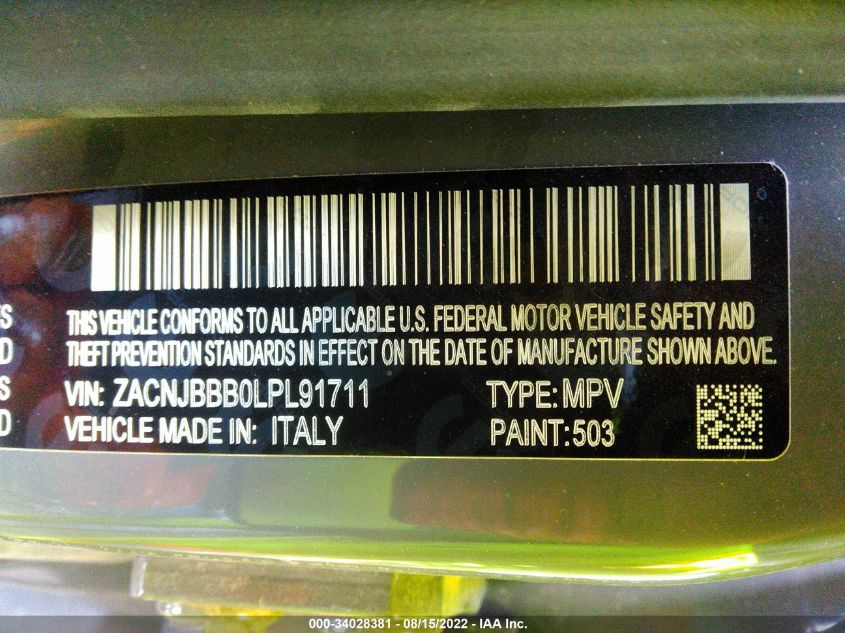 THIS VEHICLE CONFORMS TO ALL APPLICABLE U.S. FEDERAL MOTOR VEHICLE SAFETY AND
THEFT PREVENTION STANDARDS IN EFFECT ON THE DATE OF MANUFACTURE SHOWN ABOVE.
VIN: ZACNJBBB0LPL91711 TYPE: MPV
VEHICLE MADE IN: ITALY PAINT: 503
000-34028381 - 08/15/2022 - IAA Inc.